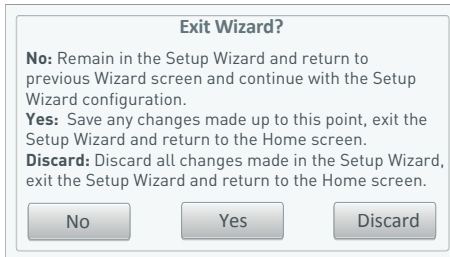 Exit Wizard?
No: Remain in the Setup Wizard and return to
previous Wizard screen and continue with the Setup
Wizard configuration.
Yes: Save any changes made up to this point, exit the
Setup Wizard and return to the Home screen.
Discard: Discard all changes made in the Setup Wizard,
exit the Setup Wizard and return to the Home screen.
No Yes Discard